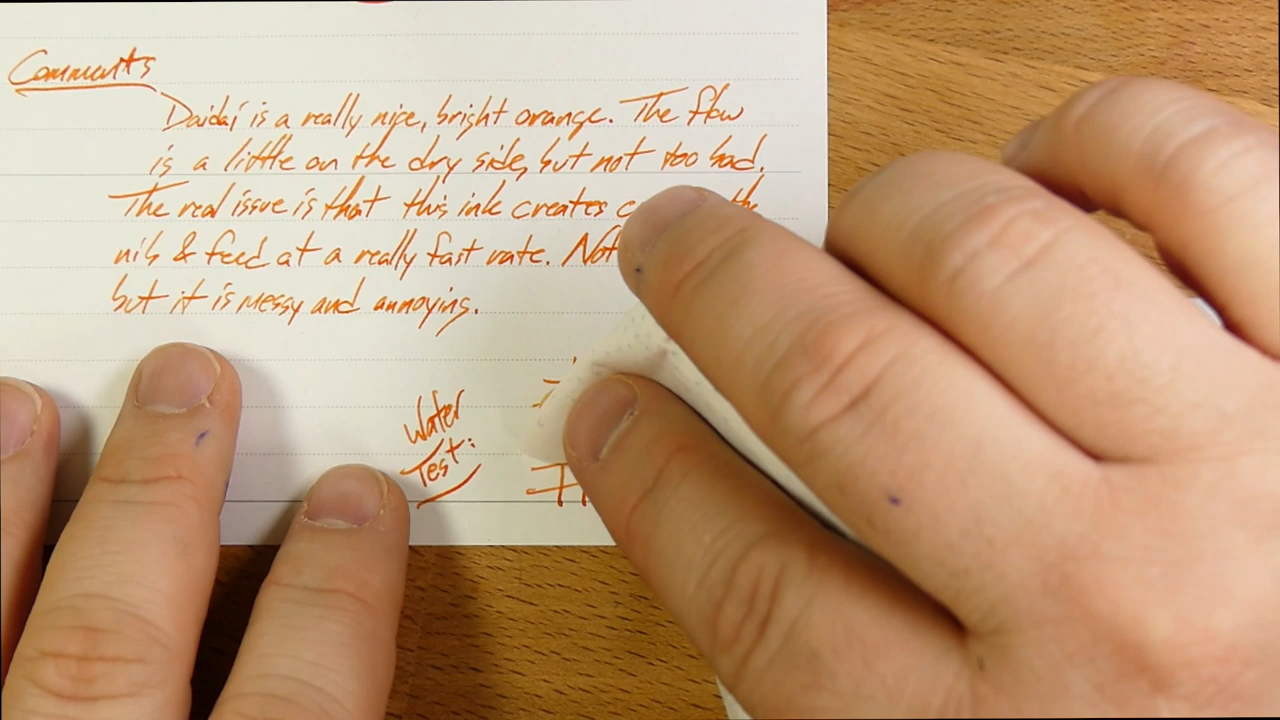 Comments
Daidai is a really nice, bright orange. The flow
is a little on the dry side, but not too bad.
The real issue is that this ink creates the
nib & feed at a really fast rate. Not
but it is messy and annoying.
Water
Test: